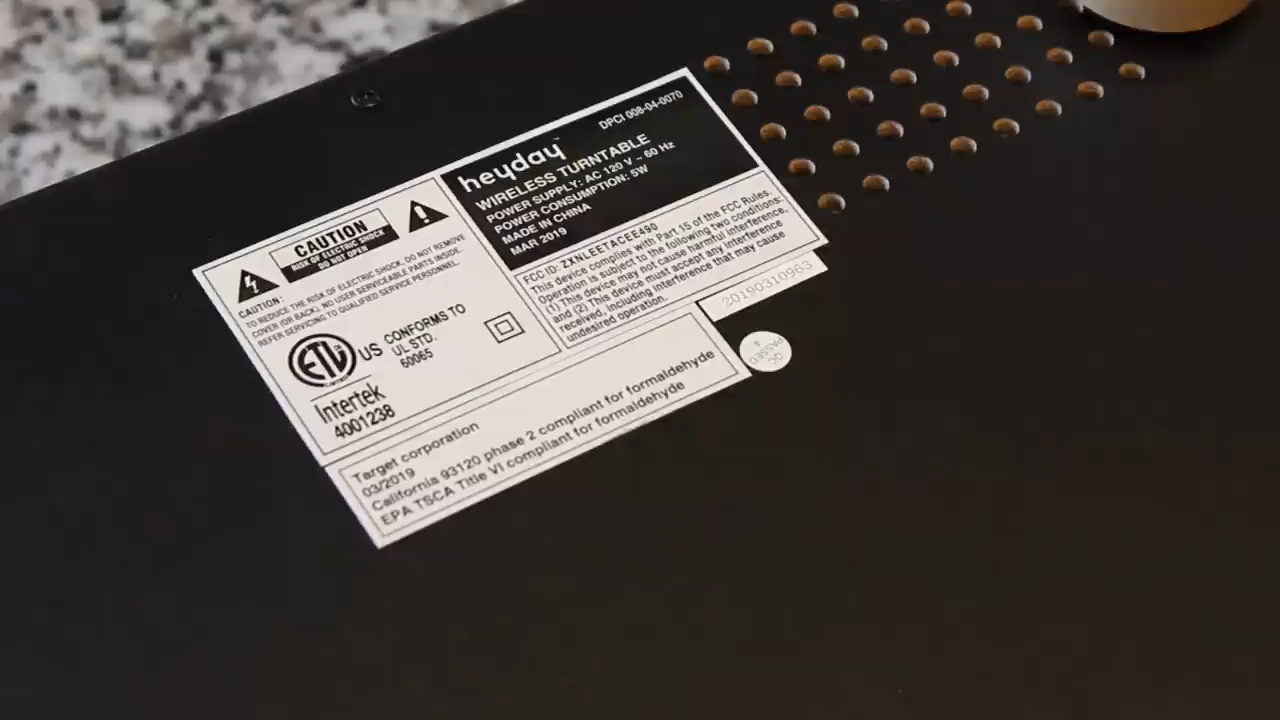 CAUTION
RISK OF ELECTRIC SHOCK
DO NOT OPEN
CAUTION:
TO REDUCE THE RISK OF ELECTRIC SHOCK, DO NOT REMOVE
COVER (OR BACK). NO USER SERVICEABLE PARTS INSIDE.
REFER SERVICING TO QUALIFIED SERVICE PERSONNEL.
ETL
US
CONFORMS TO
UL STD.
60065
Intertek
4001238
DPCI 008-04-0070
heyday™
WIRELESS TURNTABLE
POWER SUPPLY: AC 120 V ~ 60 Hz
POWER CONSUMPTION: 5W
MADE IN CHINA
MAR 2019
FCC ID: ZXNLEETACEE490
This device complies with Part 15 of the FCC Rules.
Operation is subject to the following two conditions:
(1) This device may not cause harmful interference,
and (2) This device must accept any interference
received, including interference that may cause
undesired operation.
20190310963
QC
PASSED
4
Target corporation
03/2019
California 93120 phase 2 compliant for formaldehyde
EPA TSCA Title VI compliant for formaldehyde